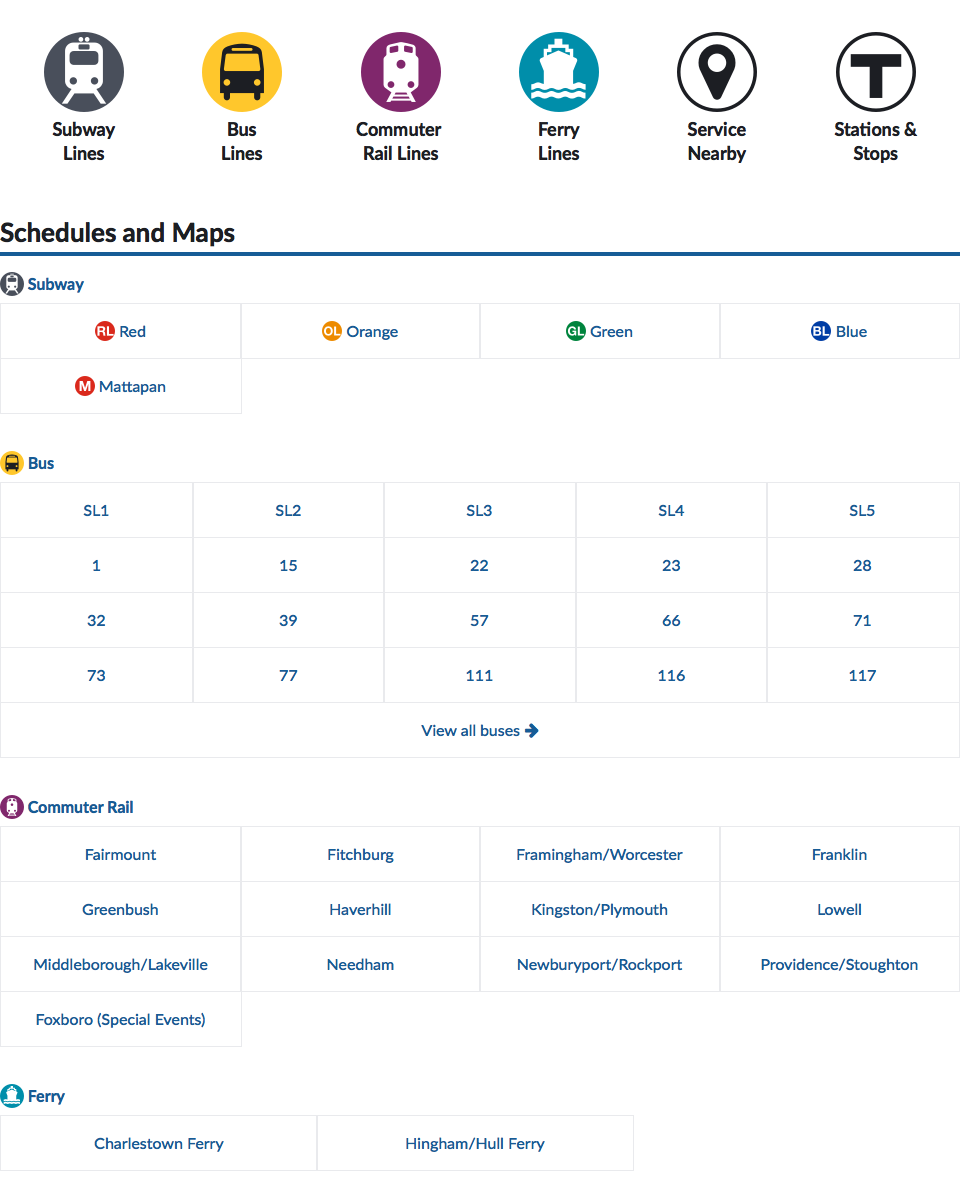 Subway Lines
Bus Lines
Commuter Rail Lines
Ferry Lines
Service Nearby
Stations & Stops
T
Schedules and Maps
Subway
RL Red
OL Orange
GL Green
BL Blue
M Mattapan
Bus
SL1 SL2 SL3 SL4 SL5
1 15 22 23 28
32 39 57 66 71
73 77 111 116 117
View all buses
Commuter Rail
Fairmount Fitchburg Framingham/Worcester Franklin
Greenbush Haverhill Kingston/Plymouth Lowell
Middleborough/Lakeville Needham Newburyport/Rockport Providence/Stoughton
Foxboro (Special Events)
Ferry
Charlestown Ferry Hingham/Hull Ferry